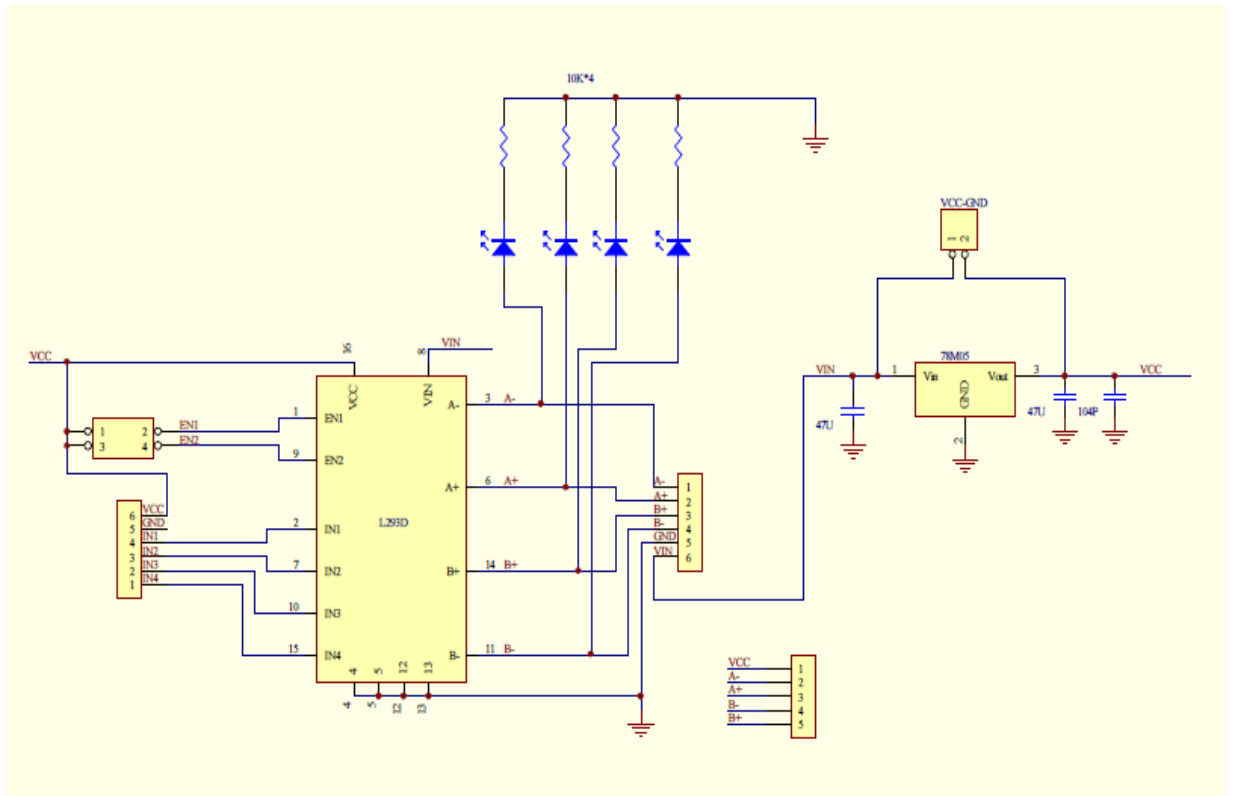 10K*4
VCC-GND
1 2
VCC
16
8
VIN
VCC
VIN
78M05
VIN
1
Vin
Vout
3
VCC
GND
2
47U
47U
104P
1 2
3 4
EN1
EN2
1
EN1
9
EN2
A-
3
A-
A+
6
A+
L293D
6
VCC
5
GND
4
IN1
3
IN2
2
IN3
1
IN4
2
IN1
7
IN2
10
IN3
15
IN4
B+
14
B+
B-
11
B-
4 5 12 13
4 5 12 13
A- 1
A+ 2
B+ 3
B- 4
GND 5
VIN 6
VCC 1
A- 2
A+ 3
B- 4
B+ 5